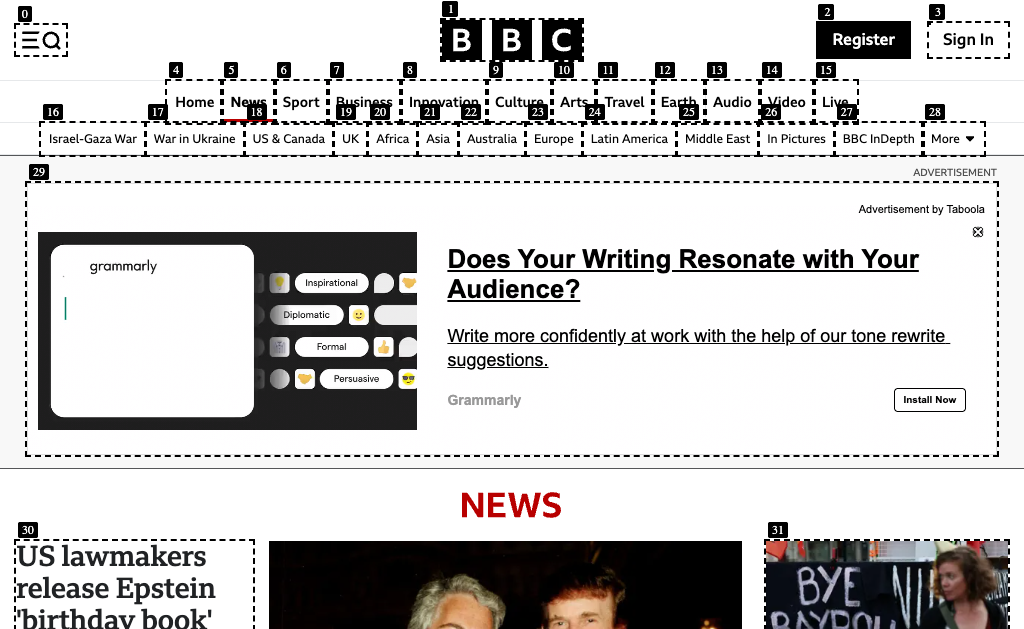 BBC
Register
Sign In
Home
News
Sport
Business
Innovation
Culture
Arts
Travel
Earth
Audio
Video
Live
Israel-Gaza War
War in Ukraine
US & Canada
UK
Africa
Asia
Australia
Europe
Latin America
Middle East
In Pictures
BBC InDepth
More
0
1
2
3
4
5
6
7
8
9
10
11
12
13
14
15
16
17
18
19
20
21
22
23
24
25
26
27
28
29
ADVERTISEMENT
Advertisement by Taboola
grammarly
Inspirational
Diplomatic
Formal
Persuasive
Does Your Writing Resonate with Your
Audience?
Write more confidently at work with the help of our tone rewrite
suggestions.
Grammarly
Install Now
NEWS
30
US lawmakers
release Epstein
'birthday book'
31
BYE
BAYROU